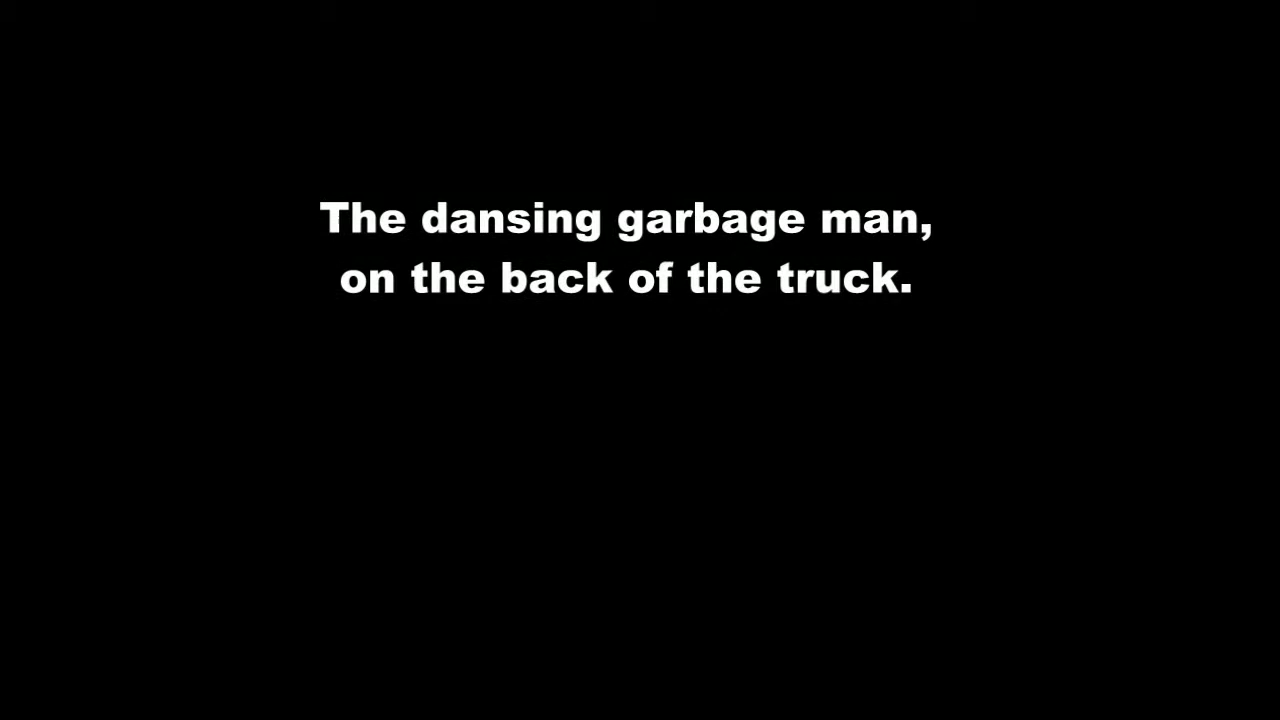 The dansing garbage man,
on the back of the truck.